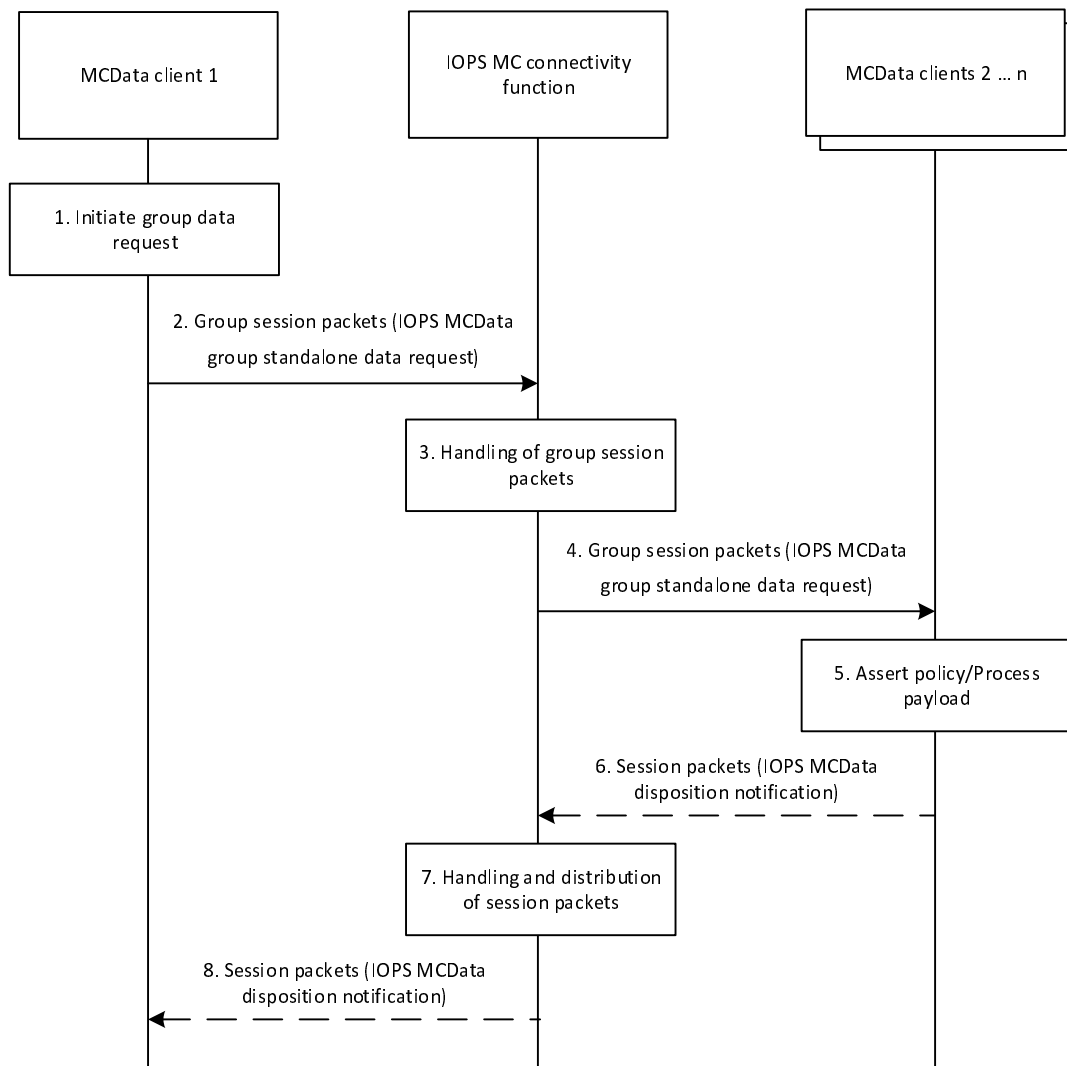 MCData client 1
IOPS MC connectivity
function
MCData clients 2 ... n
1. Initiate group data
request
2. Group session packets (IOPS MCData
group standalone data request)
3. Handling of group session
packets
4. Group session packets (IOPS MCData
group standalone data request)
5. Assert policy/Process
payload
6. Session packets (IOPS MCData
disposition notification)
7. Handling and distribution
of session packets
8. Session packets (IOPS MCData
disposition notification)